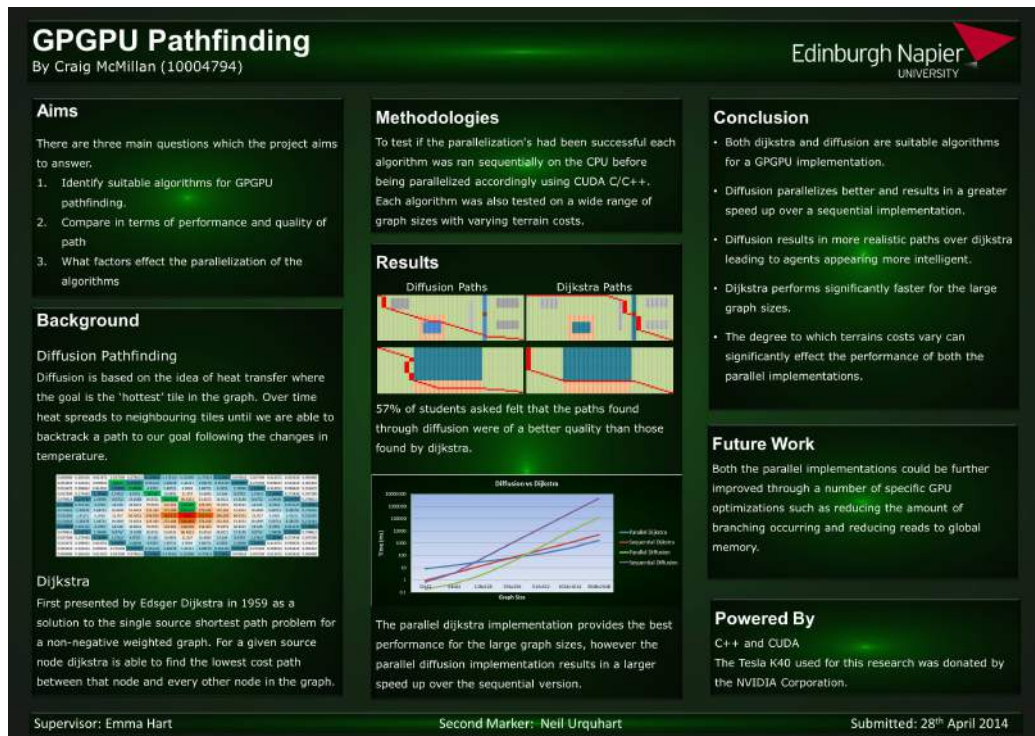 GPGPU Pathfinding
By Craig McMillan (10004794)
Edinburgh Napier
UNIVERSITY
Aims
There are three main questions which the project aims
to answer.
1. Identify suitable algorithms for GPGPU
pathfinding.
2. Compare in terms of performance and quality of
path
3. What factors effect the parallelization of the
algorithms
Background
Diffusion Pathfinding
Diffusion is based on the idea of heat transfer where
the goal is the 'hottest' tile in the graph. Over time
heat spreads to neighbouring tiles until we are able to
backtrack a path to our goal following the changes in
temperature.
Dijkstra
First presented by Edsger Dijkstra in 1959 as a
solution to the single source shortest path problem for
a non-negative weighted graph. For a given source
node dijkstra is able to find the lowest cost path
between that node and every other node in the graph.
Methodologies
To test if the parallelization's had been successful each
algorithm was ran sequentially on the CPU before
being parallelized accordingly using CUDA C/C++.
Each algorithm was also tested on a wide range of
graph sizes with varying terrain costs.
Results
Diffusion Paths
Dijkstra Paths
57% of students asked felt that the paths found
through diffusion were of a better quality than those
found by dijkstra.
Diffusion vs Dijkstra
Time (ms)
Parallel Dijkstra
Sequential Dijkstra
Parallel Diffusion
Sequential Diffusion
Graph Size
The parallel dijkstra implementation provides the best
performance for the large graph sizes, however the
parallel diffusion implementation results in a larger
speed up over the sequential version.
Conclusion
• Both dijkstra and diffusion are suitable algorithms
for a GPGPU implementation.
• Diffusion parallelizes better and results in a greater
speed up over a sequential implementation.
• Diffusion results in more realistic paths over dijkstra
leading to agents appearing more intelligent.
• Dijkstra performs significantly faster for the large
graph sizes.
• The degree to which terrains costs vary can
significantly effect the performance of both the
parallel implementations.
Future Work
Both the parallel implementations could be further
improved through a number of specific GPU
optimizations such as reducing the amount of
branching occurring and reducing reads to global
memory.
Powered By
C++ and CUDA
The Tesla K40 used for this research was donated by
the NVIDIA Corporation.
Supervisor: Emma Hart
Second Marker: Neil Urquhart
Submitted: 28th April 2014